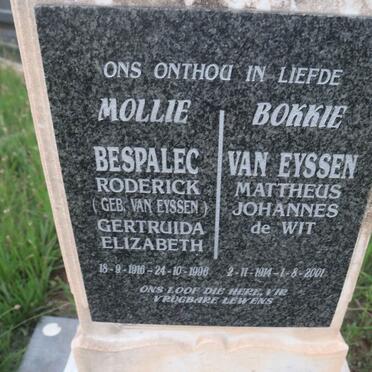 ONS ONTHOU IN LIEFDE
MOLLIE
BESPALEC
RODERICK
( GEB. VAN EYSSEN )
GERTRUIDA
ELIZABETH
18-9-1910-24-10-1996
BOKKIE
VAN EYSSEN
MATTHEUS
JOHANNES
de WIT
2-11-1914-1-8-2001
ONS LOOF DIE HERE, VIR
VRUGBARE LEWENS